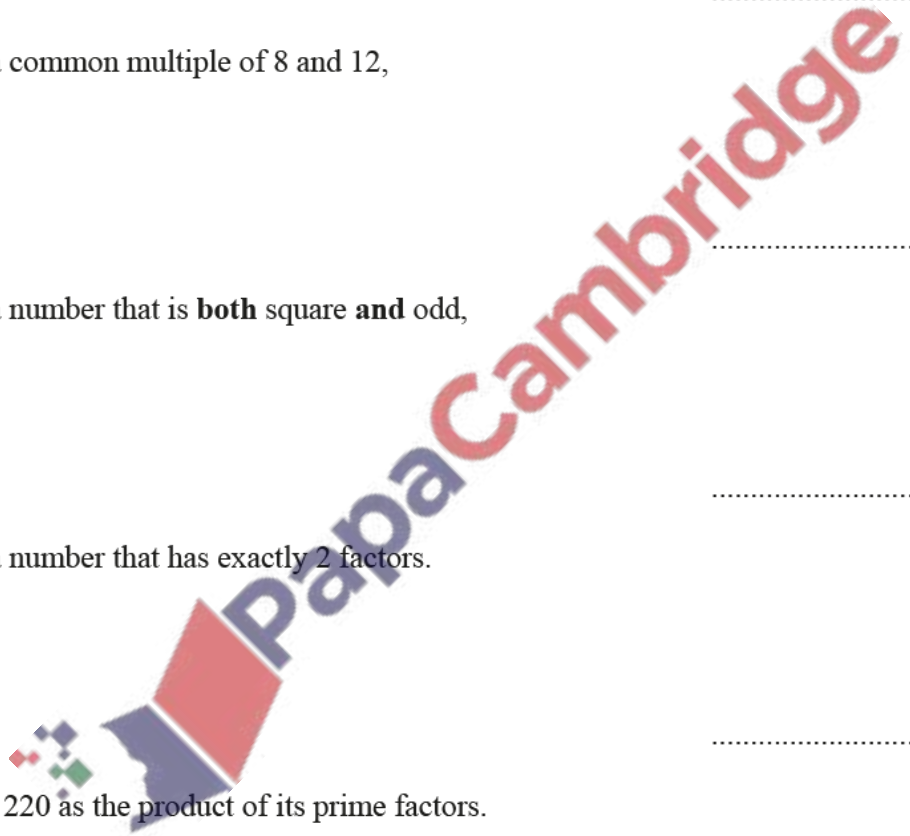 common multiple of 8 and 12,
number that is both square and odd,
number that has exactly 2 factors.
220 as the product of its prime factors.
PapaCambridge